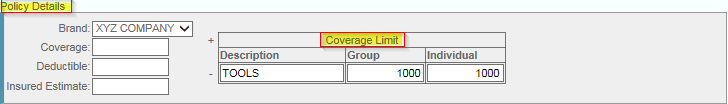 Policy Details
Brand: XYZ COMPANY
Coverage:
Deductible:
Insured Estimate:
+ Coverage Limit
Description Group Individual
- TOOLS 1000 1000